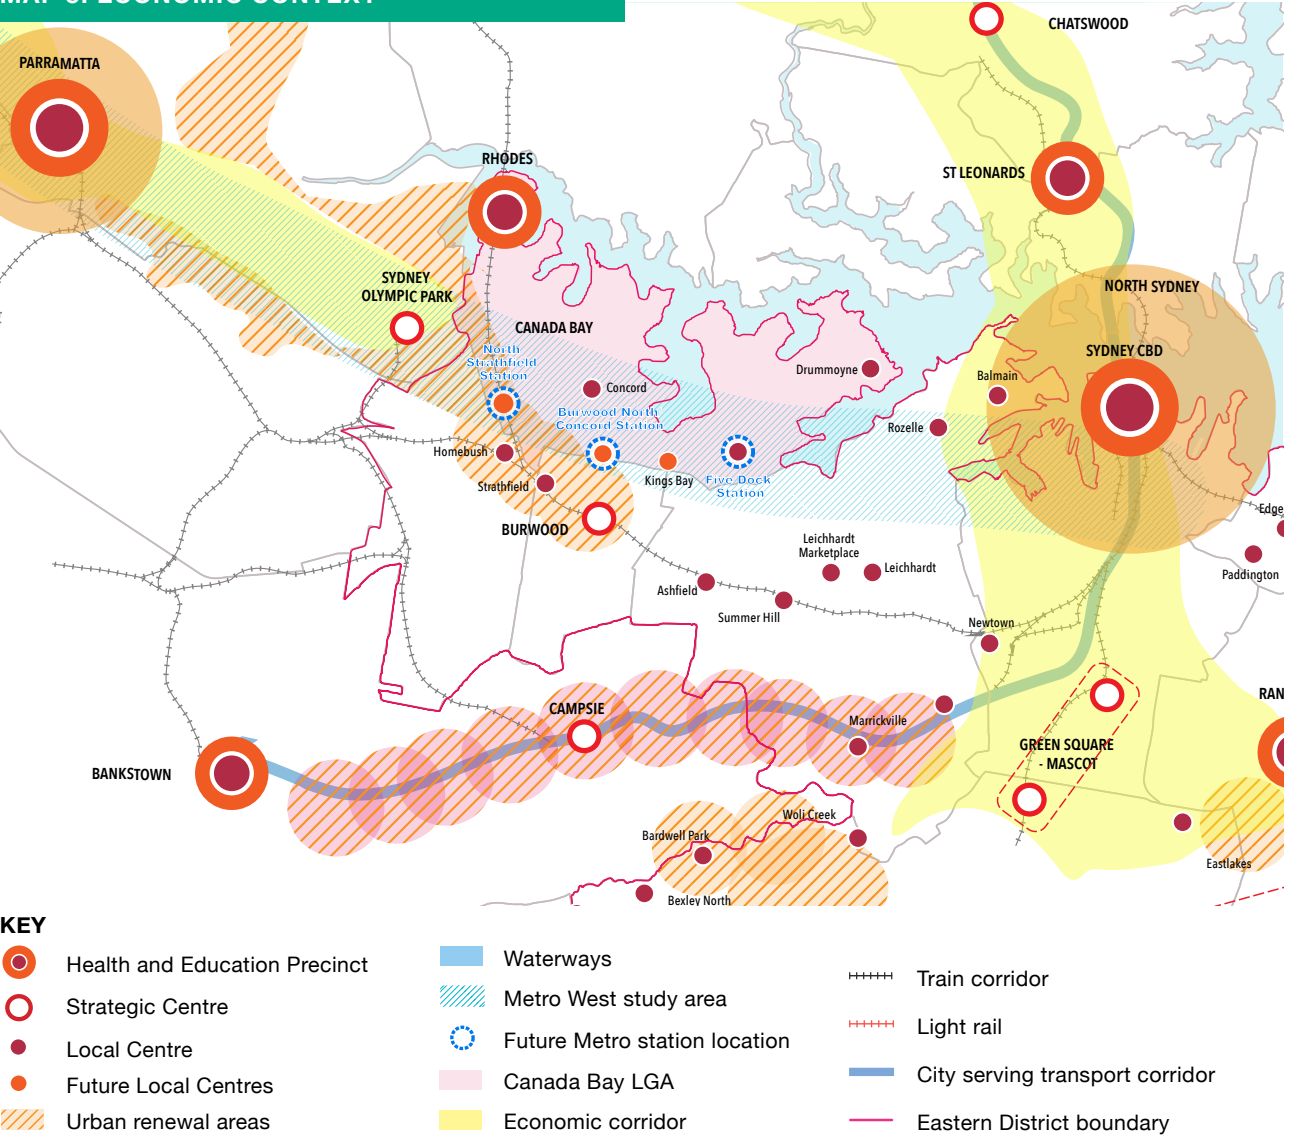 MAP 3: ECONOMIC CONTEXT
CHATSWOOD
PARRAMATTA
RHODES
ST LEONARDS
SYDNEY
OLYMPIC PARK
NORTH SYDNEY
CANADA BAY
North
Strathfield
Station
SYDNEY CBD
Drummoyne
Balmain
Concord
Burwood North
Concord Station
Rozelle
Homebush
Kings Bay
Five Dock
Station
Strathfield
BURWOOD
Edge
Leichhardt
Marketplace
Leichhardt
Paddington
Ashfield
Summer Hill
Newtown
RAN
CAMPSIE
Marrickville
GREEN SQUARE
- MASCOT
BANKSTOWN
Woli Creek
Bardwell Park
Eastlakes
Bexley North
KEY
Health and Education Precinct
Strategic Centre
Local Centre
Future Local Centres
Urban renewal areas
Waterways
Metro West study area
Future Metro station location
Canada Bay LGA
Economic corridor
Train corridor
Light rail
City serving transport corridor
Eastern District boundary